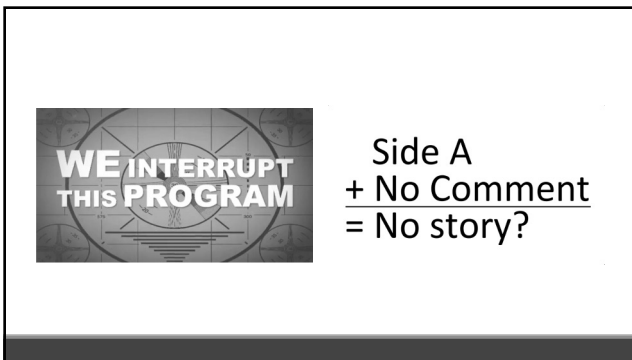 WE INTERRUPT
THIS PROGRAM
Side A
+ No Comment
= No story?